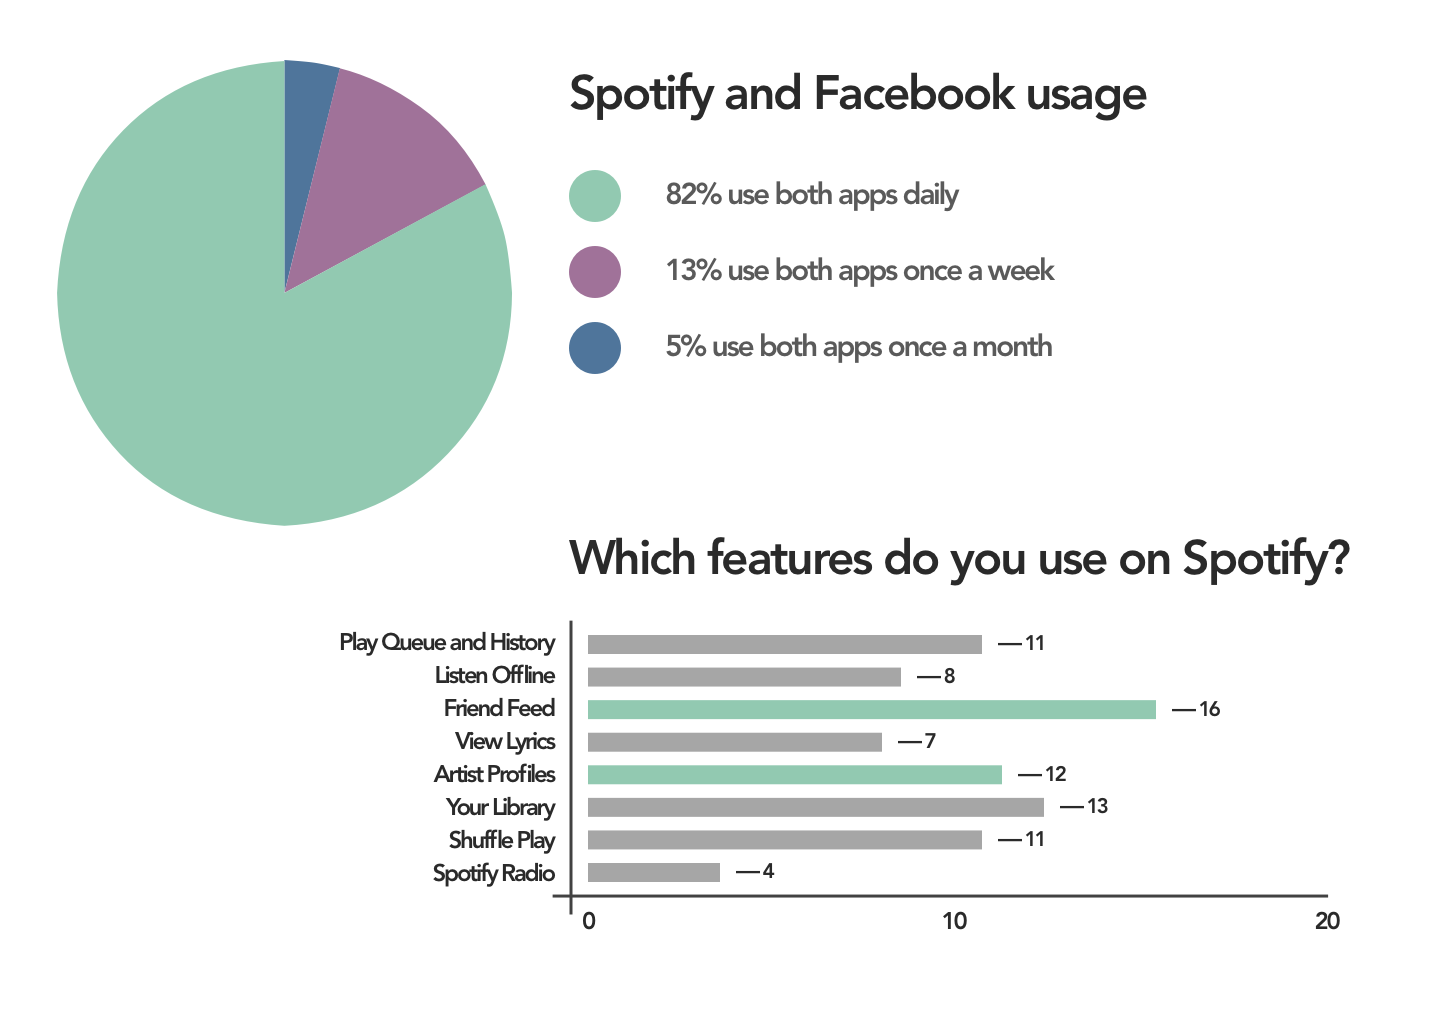 Spotify and Facebook usage
82% use both apps daily
13% use both apps once a week
5% use both apps once a month
Which features do you use on Spotify?
Play Queue and History 11
Listen Offline 8
Friend Feed 16
View Lyrics 7
Artist Profiles 12
Your Library 13
Shuffle Play 11
Spotify Radio 4
0 10 20